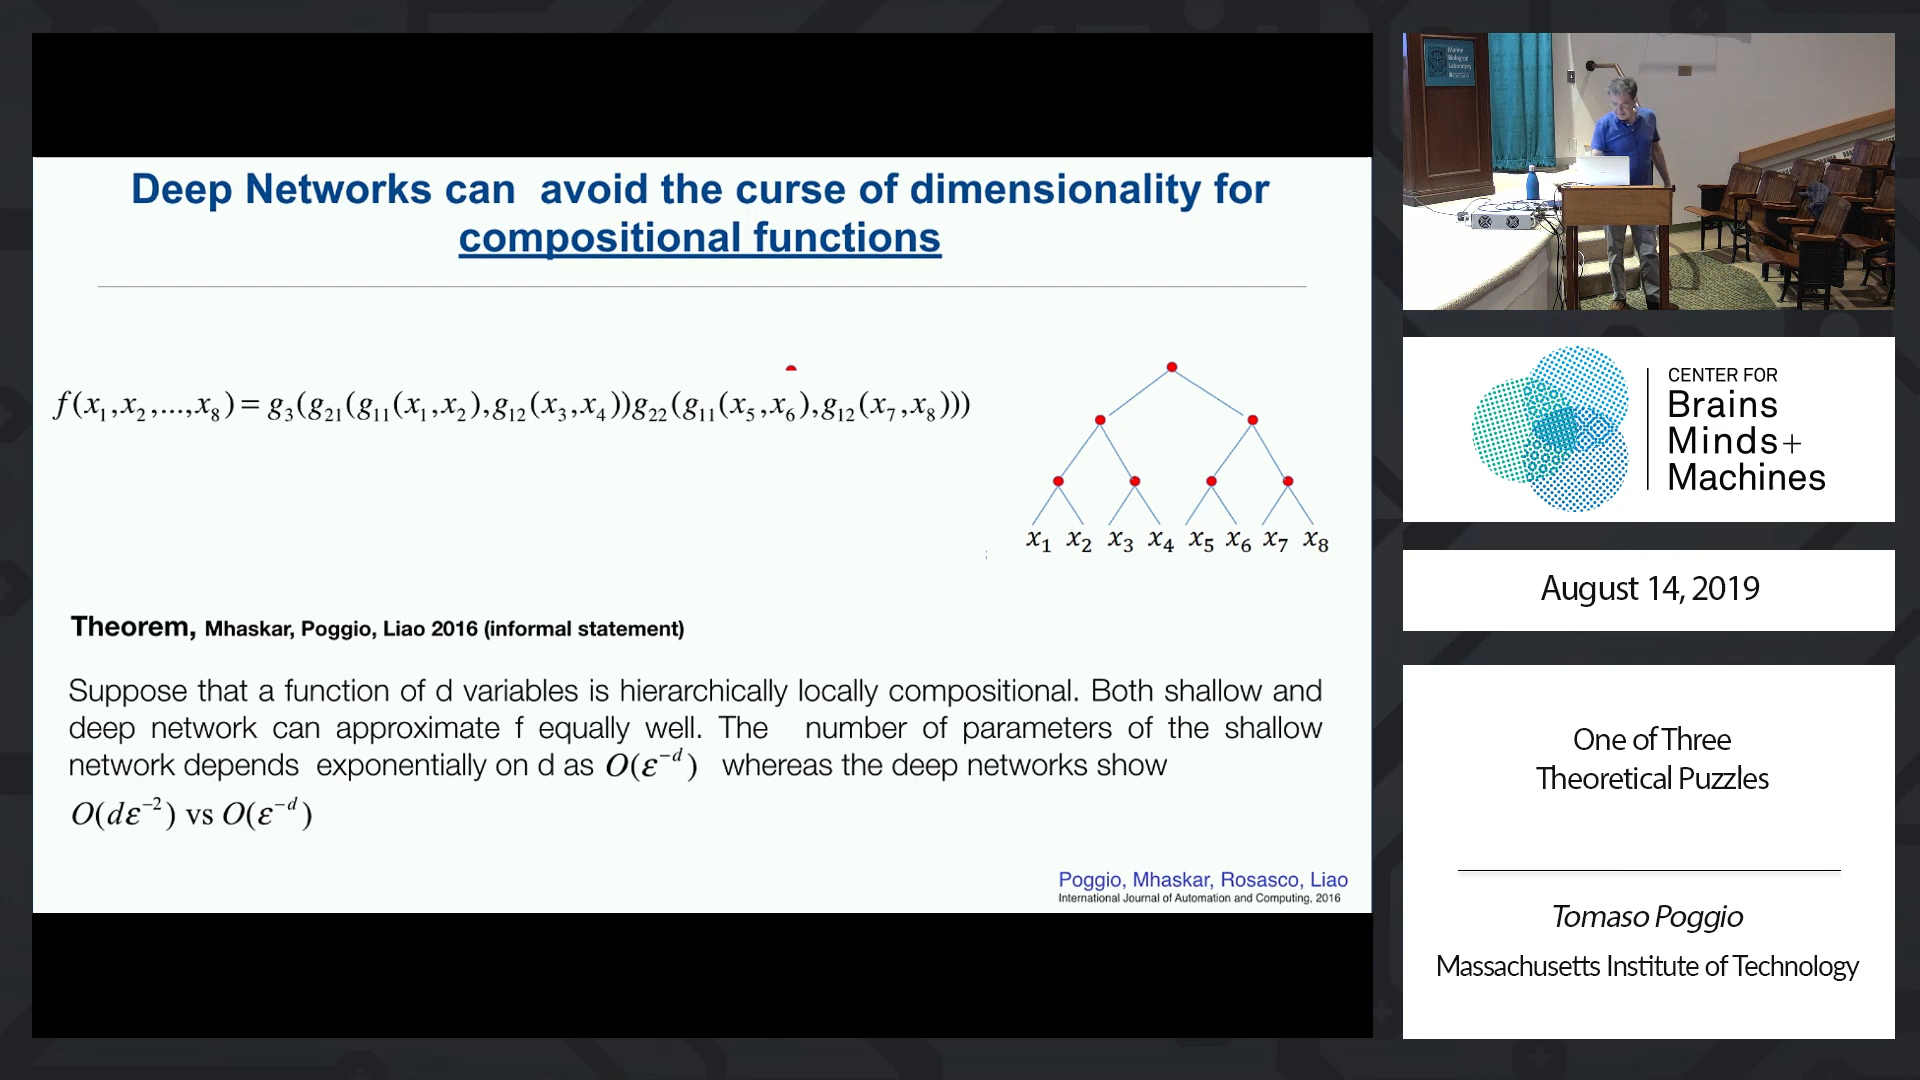 Deep Networks can avoid the curse of dimensionality for
compositional functions
f(x₁,x₂,...,x₈) = g₃(g₂₁(g₁₁(x₁,x₂),g₁₂(x₃,x₄))g₂₂(g₁₁(x₅,x₆),g₁₂(x₇,x₈)))
x₁ x₂ x₃ x₄ x₅ x₆ x₇ x₈
Theorem, Mhaskar, Poggio, Liao 2016 (informal statement)
Suppose that a function of d variables is hierarchically locally compositional. Both shallow and
deep network can approximate f equally well. The number of parameters of the shallow
network depends exponentially on d as O(ε⁻ᵈ) whereas the deep networks show
O(dε⁻²) vs O(ε⁻ᵈ)
Poggio, Mhaskar, Rosasco, Liao
International Journal of Automation and Computing, 2016
Marine
Biological
Laboratory
CENTER FOR
Brains
Minds+
Machines
August 14, 2019
One of Three
Theoretical Puzzles
Tomaso Poggio
Massachusetts Institute of Technology